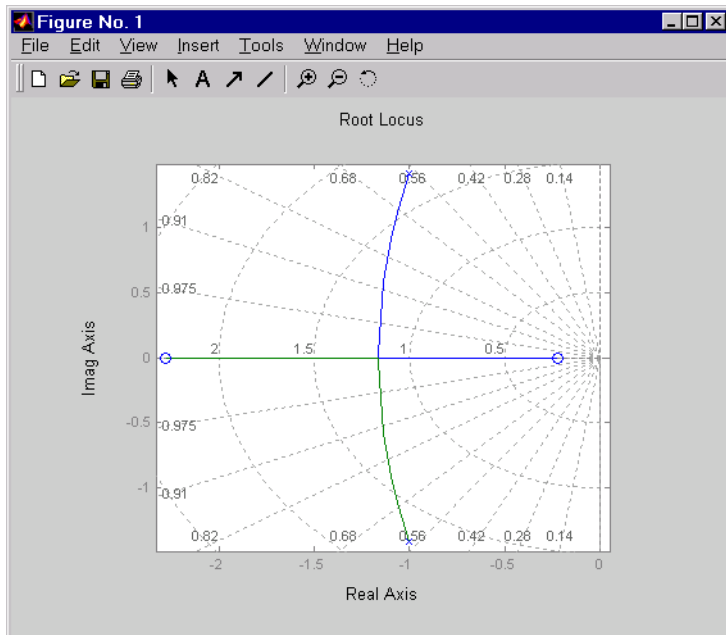 Figure No. 1
File Edit View Insert Tools Window Help
A
Root Locus
0.82 0.68 0.56 0.42 0.28 0.14
0.91
1
0.975
0.5
2 1.5 1 0.5
0
Imag Axis
0.975
-0.5
0.91
-1
0.82 0.68 0.56 0.42 0.28 0.14
-2 -1.5 -1 -0.5 0
Real Axis